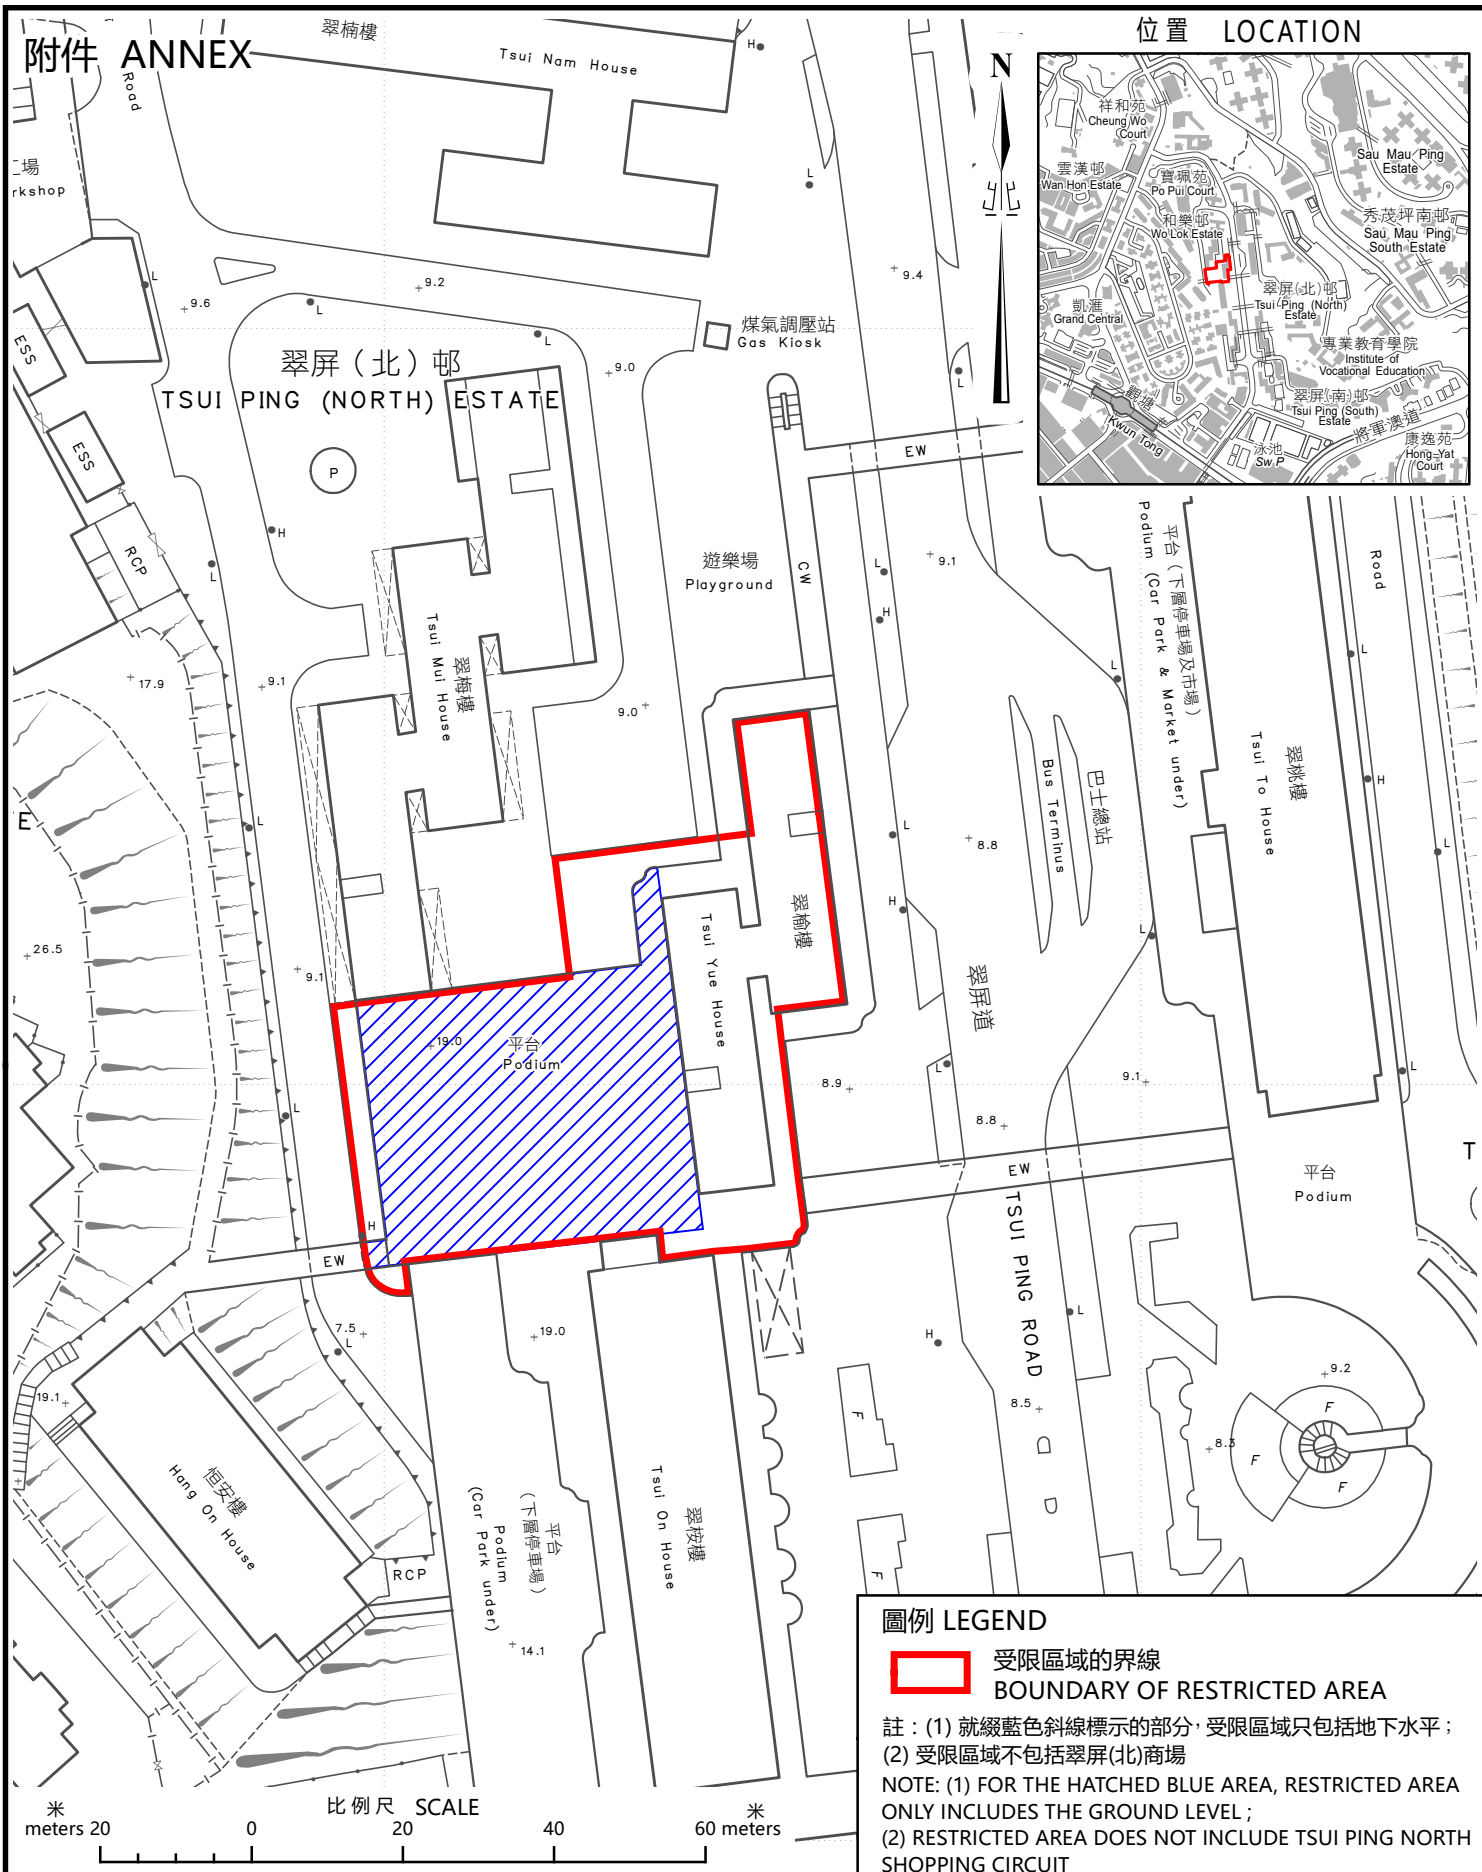 附件 ANNEX
位置 LOCATION
翠楠樓
Tsui Nam House
Road
H
N
祥和苑
Cheung Wo
Court
雲漢邨
Wan Hon Estate
寶珮苑
Po Pui Court
Sau Mau Ping
Estate
和樂邨
Wo Lok Estate
秀茂坪南邨
Sau Mau Ping
South Estate
翠屏(北)邨
Tsui Ping (North)
Estate
凱滙
Grand Central
專業教育學院
Institute of
Vocational Education
觀塘
Kwun Tong
翠屏(南)邨
Tsui Ping (South)
Estate
將軍澳道
泳池
Sw P
康逸苑
Hong Yat
Court
工場
rkshop
L
L
9.6
L
9.2
L
9.4
煤氣調壓站
Gas Kiosk
ESS
翠屏（北）邨
TSUI PING (NORTH) ESTATE
9.0
L
ESS
P
EW
H
RCP
L
遊樂場
Playground
CW
L
H
9.1
平台（下層停車場及市場）
Podium (Car Park & Market under)
Road
L
17.9
9.1
翠梅樓
Tsui Mui House
9.0
L
Bus Terminus
巴士總站
翠桃樓
Tsui To House
H
E
L
L
8.8
L
26.5
9.1
翠榆樓
Tsui Yue House
H
L
翠屏道
19.0
平台
Podium
L
8.9
L
9.1
L
8.8
EW
平台
Podium
T
H
EW
TSUI PING ROAD
7.5
L
19.0
H
L
9.2
19.1
8.5
F
F
8.3
F
F
恒安樓
Hang On House
平台
(下層停車場)
Podium
(Car Park under)
翠桉樓
Tsui On House
RCP
F
14.1
圖例 LEGEND
受限區域的界線
BOUNDARY OF RESTRICTED AREA
註：(1) 就綴藍色斜線標示的部分，受限區域只包括地下水平；
(2) 受限區域不包括翠屏(北)商場
NOTE: (1) FOR THE HATCHED BLUE AREA, RESTRICTED AREA
ONLY INCLUDES THE GROUND LEVEL ;
(2) RESTRICTED AREA DOES NOT INCLUDE TSUI PING NORTH
SHOPPING CIRCUIT
比例尺 SCALE
米 米
meters 20 0 20 40 60 meters